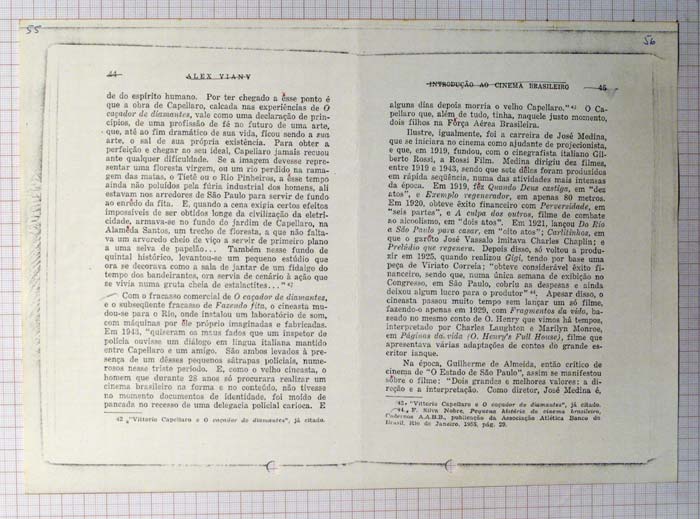 55
44 ALEX VIANY
de do espírito humano. Por ter chegado a êsse ponto é
que a obra de Capellaro, calcada nas experiências de O
caçador de diamantes, vale como uma declaração de prin-
cípios, de uma profissão de fé no futuro de uma arte,
que, até ao fim dramático de sua vida, ficou sendo a sua
arte, o sal de sua própria existência. Para obter a
perfeição e chegar ao seu ideal, Capellaro jamais recuou
ante qualquer dificuldade. Se a imagem devesse repre-
sentar uma floresta virgem, ou um rio perdido na rama-
gem das matas, o Tietê ou o Rio Pinheiros, a êsse tempo
ainda não poluídos pela fúria industrial dos homens, ali
estavam nos arredores de São Paulo para servir de fundo
ao enrêdo da fita. E, quando a cena exigia certos efeitos
impossíveis de ser obtidos longe da civilização da eletri-
cidade, armava-se no fundo do jardim de Capellaro, na
Alamêda Santos, um trecho de floresta, a que não falta-
va um arvoredo cheio de viço a servir de primeiro plano
a uma selva de papelão... Também nesse fundo de
quintal histórico, levantou-se um pequeno estúdio que
ora se decorava como a sala de jantar de um fidalgo do
tempo dos bandeirantes, ora servia de cenário à ação que
se vivia numa gruta cheia de estalactites..." 42
Com o fracasso comercial de O caçador de diamantes,
e o subseqüente fracasso de Fazendo fita, o cineasta mu-
dou-se para o Rio, onde instalou um laboratório de som,
com máquinas por êle próprio imaginadas e fabricadas.
Em 1943, "quiseram os maus fados que um inspetor de
polícia ouvisse um diálogo em língua italiana mantido
entre Capellaro e um amigo. São ambos levados à pre-
sença de um dêsses pequenos sátrapas policiais, nume-
rosos nesse triste período. E, como o velho cineasta, o
homem que durante 28 anos só procurara realizar um
cinema brasileiro na forma e no conteúdo, não tivesse
no momento documentos de identidade, foi moído de
pancada no recesso de uma delegacia policial carioca. E
42, "Vittorio Capellaro e O caçador de diamantes", já citado.
56
INTRODUÇÃO AO CINEMA BRASILEIRO 45
alguns dias depois morria o velho Capellaro." 43 O Ca-
pellaro que, além de tudo, tinha, naquele justo momento,
dois filhos na Fôrça Aérea Brasileira.
Ilustre, igualmente, foi a carreira de José Medina,
que se iniciara no cinema como ajudante de projecionista,
e que, em 1919, fundou, com o cinegrafista italiano Gil-
berto Rossi, a Rossi Film. Medina dirigiu dez filmes,
entre 1919 e 1943, sendo que sete dêles foram produzidos
em rápida seqüência, numa das atividades mais intensas
da época. Em 1919, fêz Quando Deus castiga, em "dez
atos", e Exemplo regenerador, em apenas 80 metros.
Em 1920, obteve êxito financeiro com Perversidade, em
"seis partes", e A culpa dos outros, filme de combate
ao alcoolismo, em "dois atos". Em 1921, lançou Do Rio
a São Paulo para casar, em "oito atos"; Carlitinhos, em
que o garôto José Vassalo imitava Charles Chaplin; e
Prelúdio que regenera. Depois disso, só voltou a produ-
zir em 1925, quando realizou Gigi, tendo por base uma
peça de Viriato Correia; "obteve considerável êxito fi-
nanceiro, sendo que, numa única semana de exibição no
Congresso, em São Paulo, cobriu as despesas e ainda
deixou algum lucro para o produtor" 44. Apesar disso, o
cineasta passou muito tempo sem lançar um só filme,
fazendo-o apenas em 1929, com Fragmentos da vida, ba-
seado no mesmo conto de O. Henry que vimos há tempos,
interpretado por Charles Laughton e Marilyn Monroe,
em Páginas da vida (O. Henry's Full House), filme que
apresentava várias adaptações de contos do grande es-
critor ianque.
Na época, Guilherme de Almeida, então crítico de
cinema de "O Estado de São Paulo", assim se manifestou
sôbre o filme: "Dois grandes e melhores valores: a di-
reção e a interpretação. Como diretor, José Medina é,
43, "Vittorio Capellaro e O caçador de diamantes", já citado.
44, F. Silva Nobre, Pequena história do cinema brasileiro,
Cadernos A.A.B.B., publicação da Associação Atlética Banco do
Brasil, Rio de Janeiro, 1955, pág. 29.